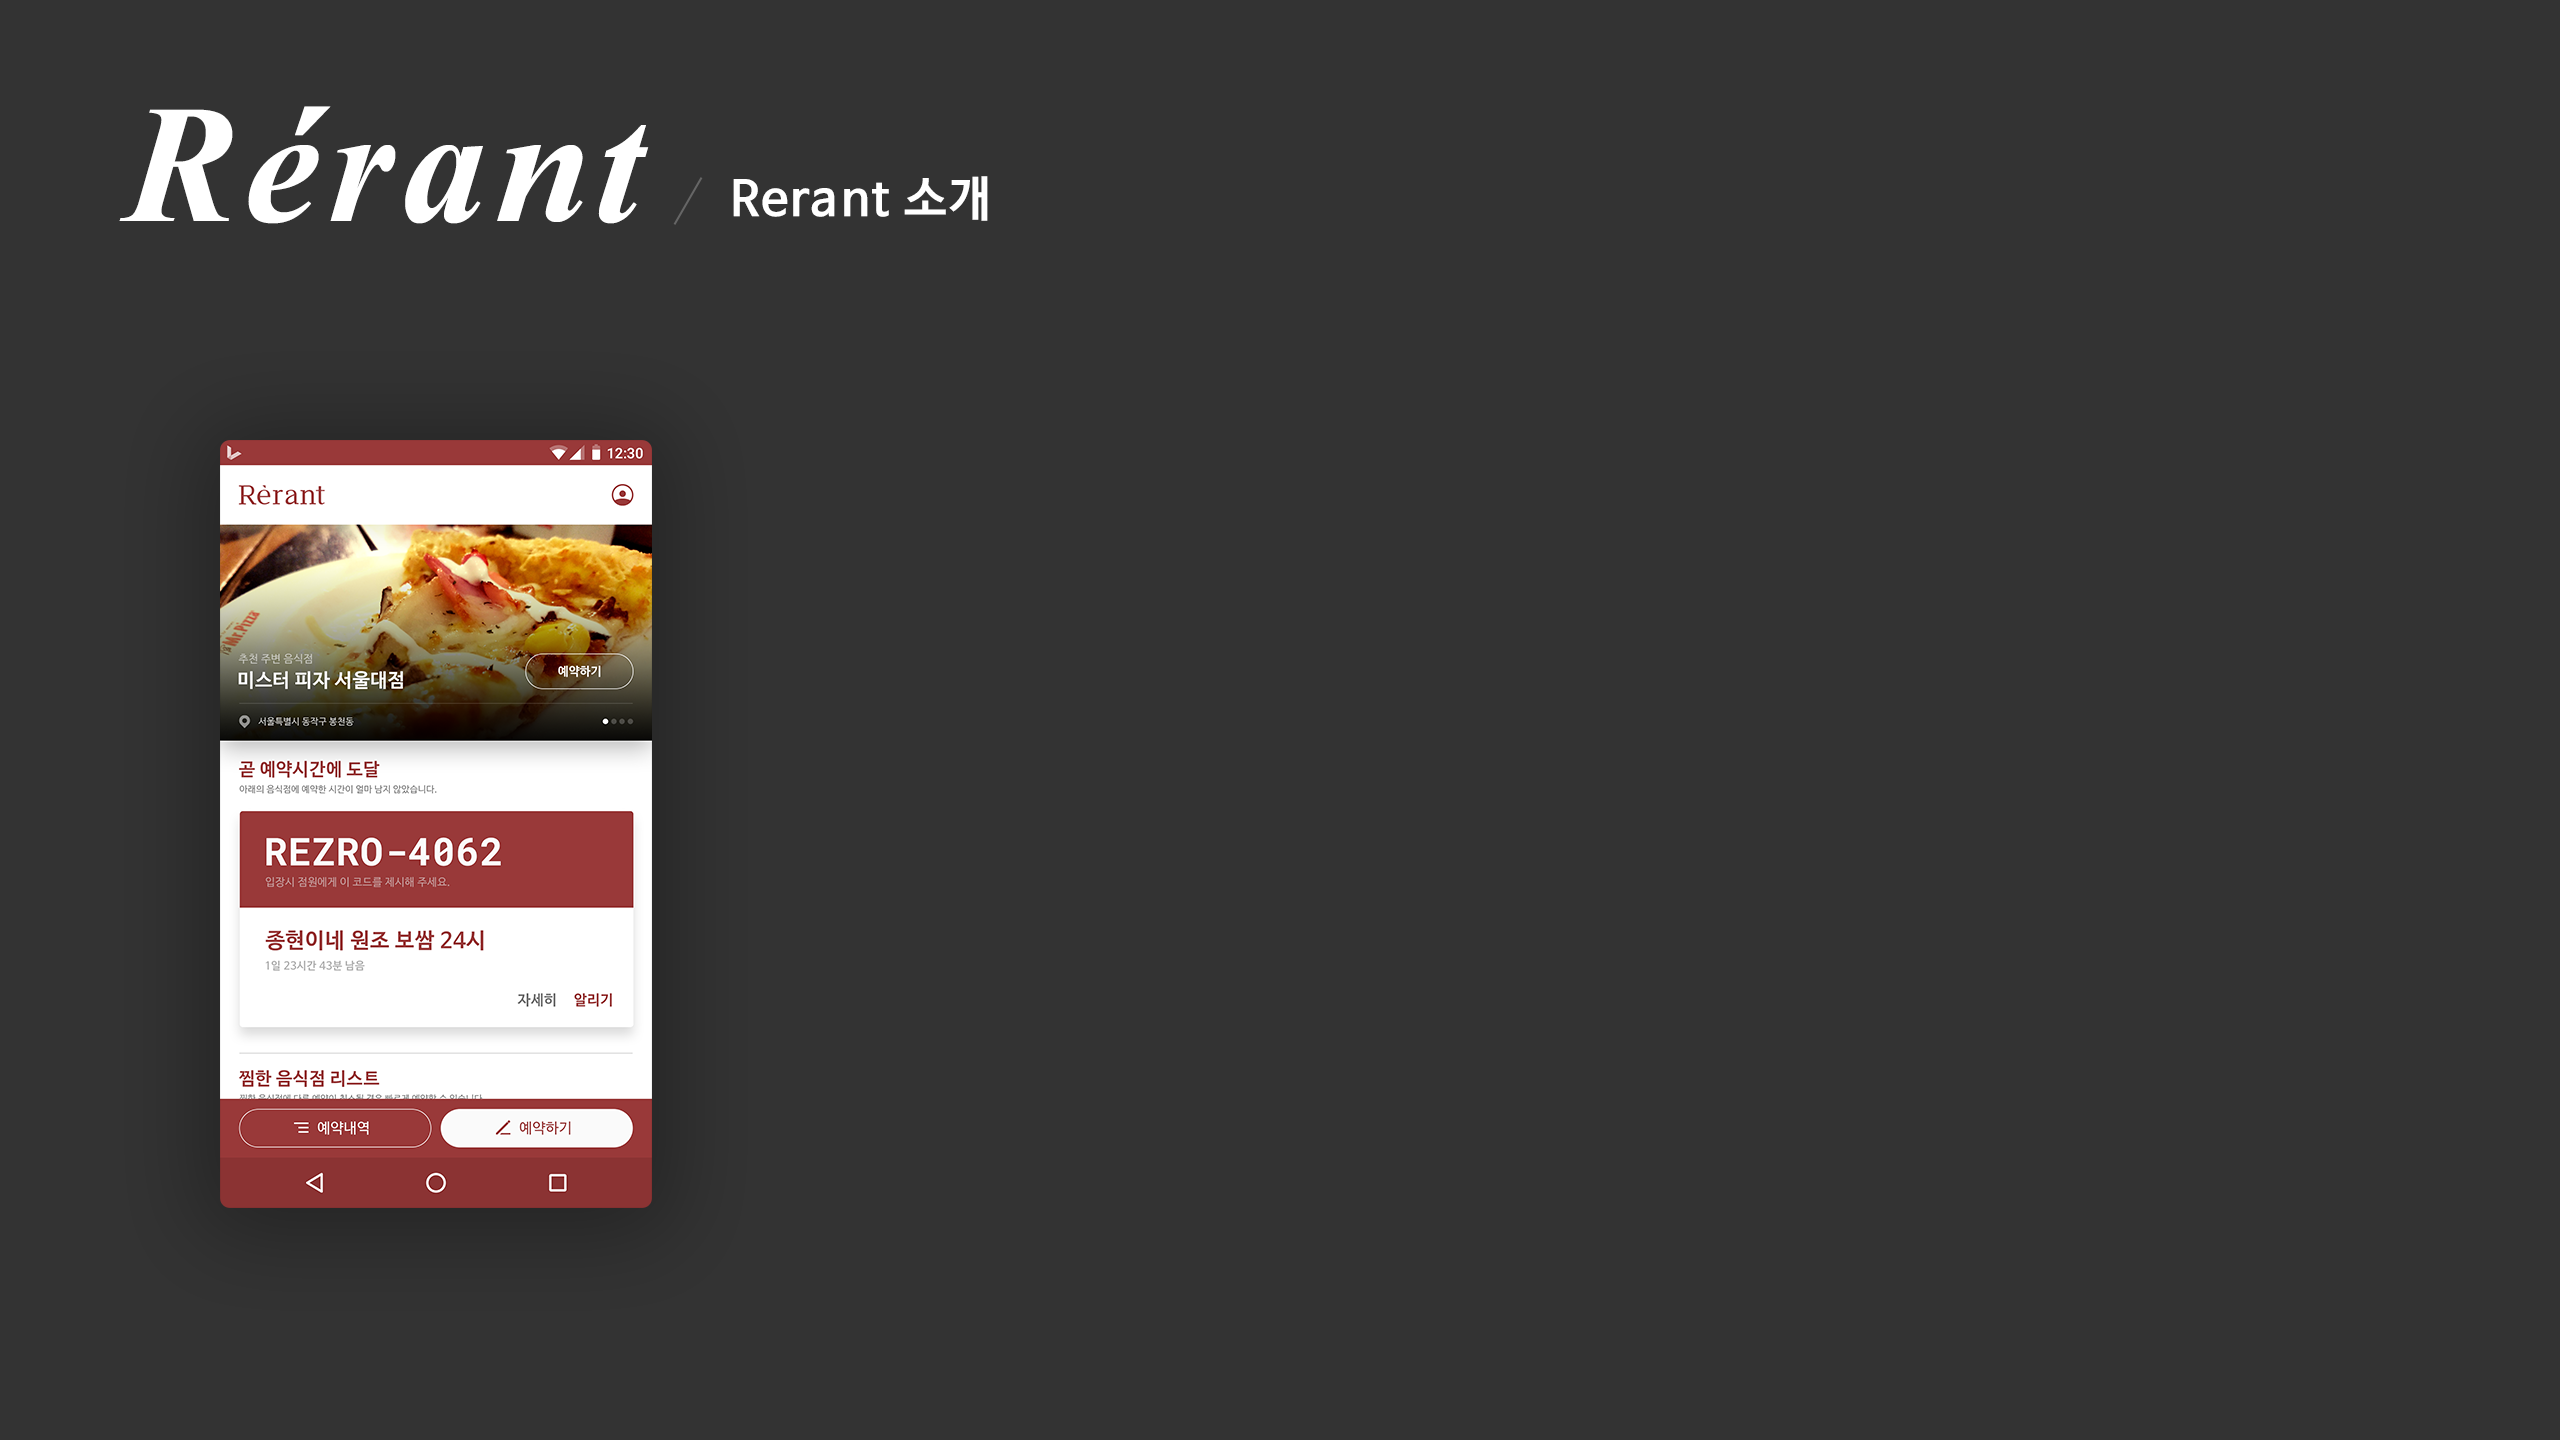 Rérant / Rerant 소개
12:30
Rèrant
Mr.Pizza
추천 주변 음식점
미스터 피자 서울대점
예약하기
서울특별시 동작구 봉천동
곧 예약시간에 도달
아래의 음식점에 예약한 시간이 얼마 남지 않았습니다.
REZRO-4062
입장시 점원에게 이 코드를 제시해 주세요.
종현이네 원조 보쌈 24시
1일 23시간 43분 남음
자세히 알리기
찜한 음식점 리스트
예약내역 예약하기